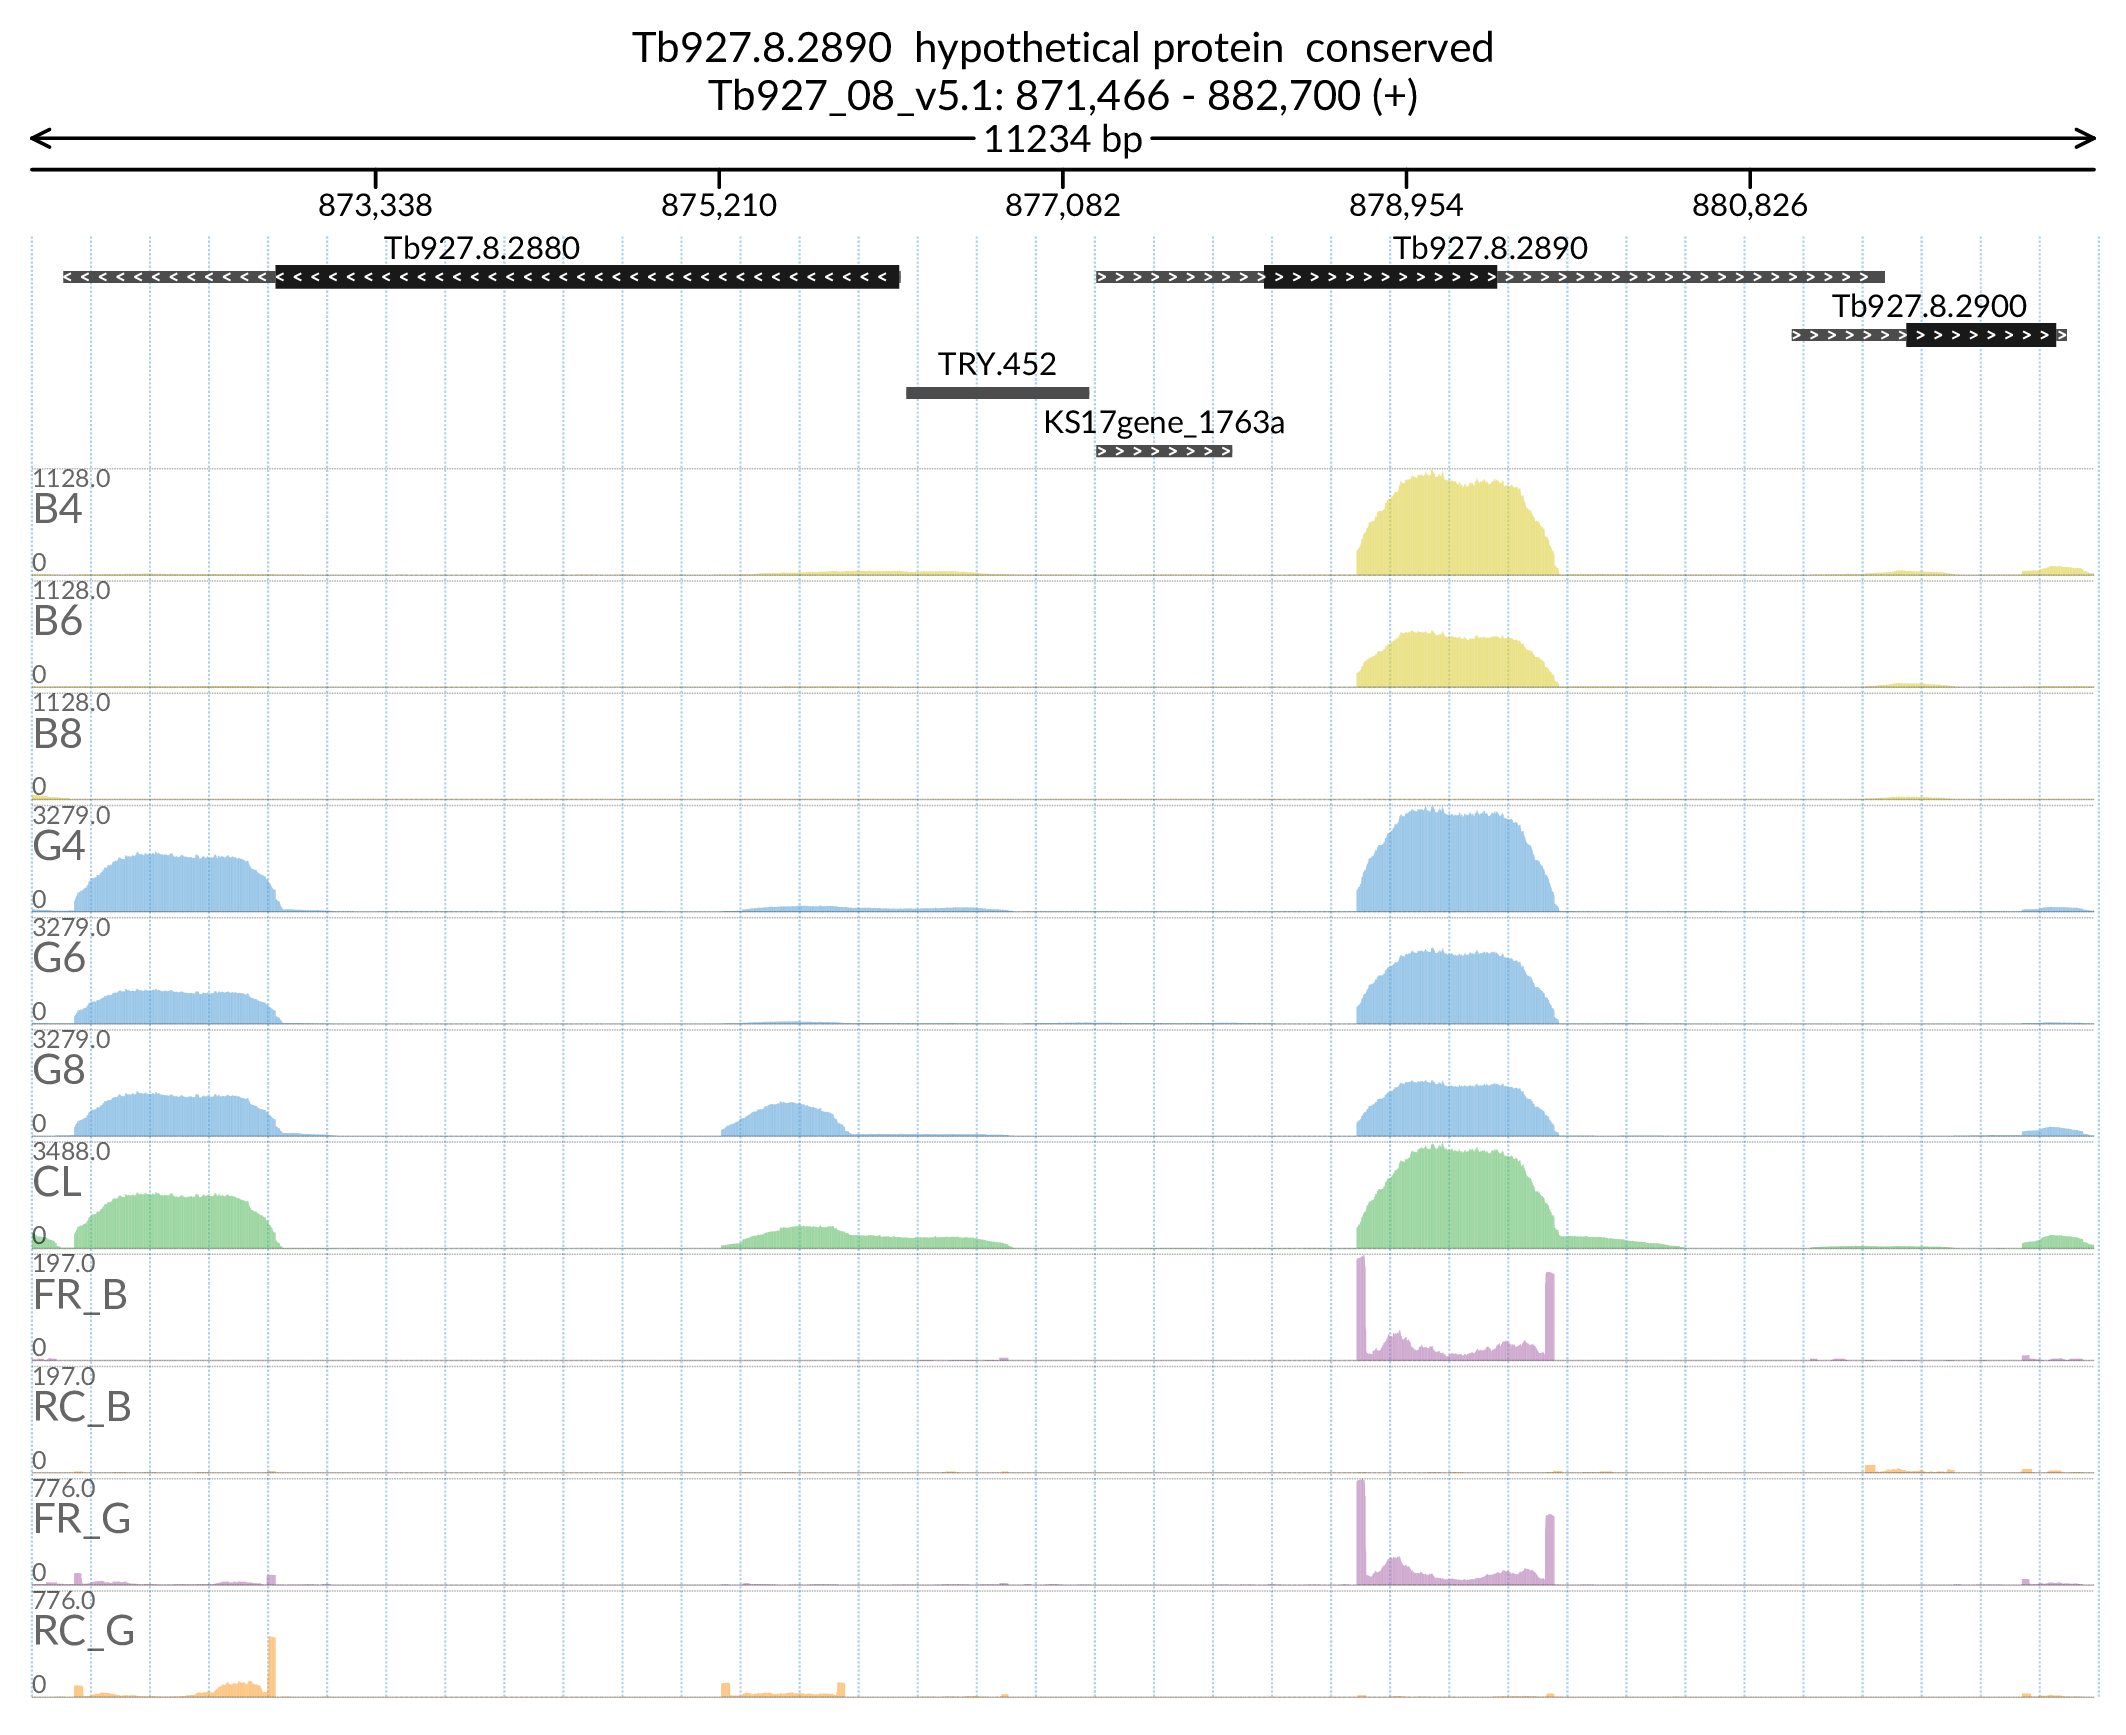 Tb927.8.2890  hypothetical protein  conserved
Tb927_08_v5.1: 871,466 - 882,700 (+)
11234 bp
873,338 875,210 877,082 878,954 880,826
Tb927.8.2880 Tb927.8.2890
Tb927.8.2900
TRY.452
KS17gene_1763a
1128.0
B4
0
1128.0
B6
0
1128.0
B8
0
3279.0
G4
0
3279.0
G6
0
3279.0
G8
0
3488.0
CL
0
197.0
FR_B
0
197.0
RC_B
0
776.0
FR_G
0
776.0
RC_G
0